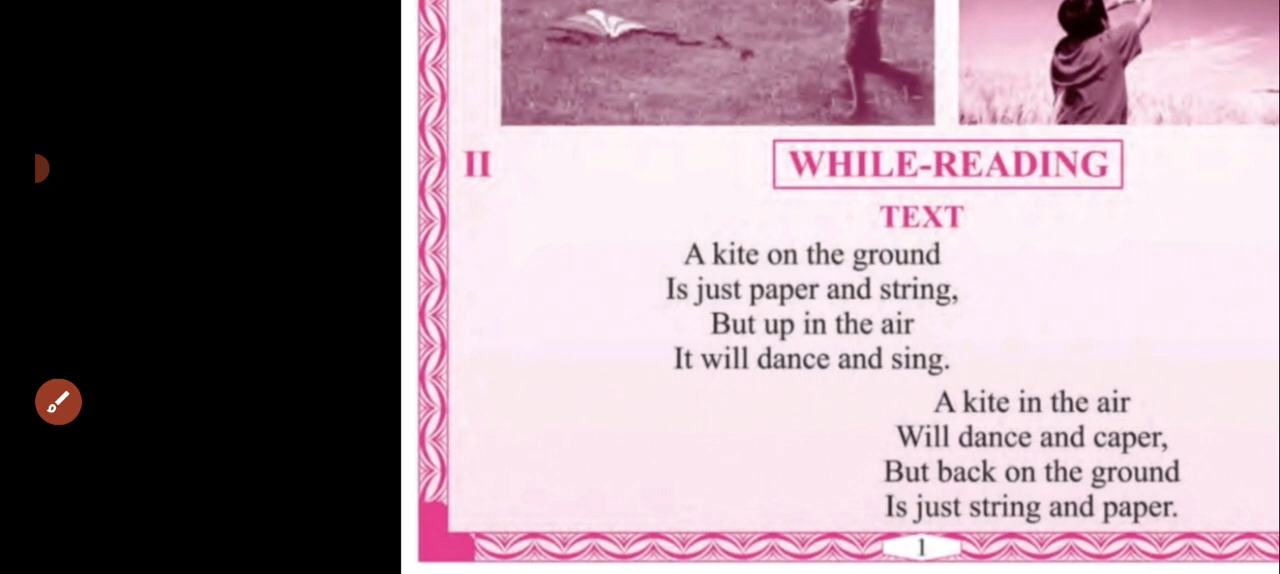 II
WHILE-READING
TEXT
A kite on the ground
Is just paper and string,
But up in the air
It will dance and sing.
A kite in the air
Will dance and caper,
But back on the ground
Is just string and paper.
1